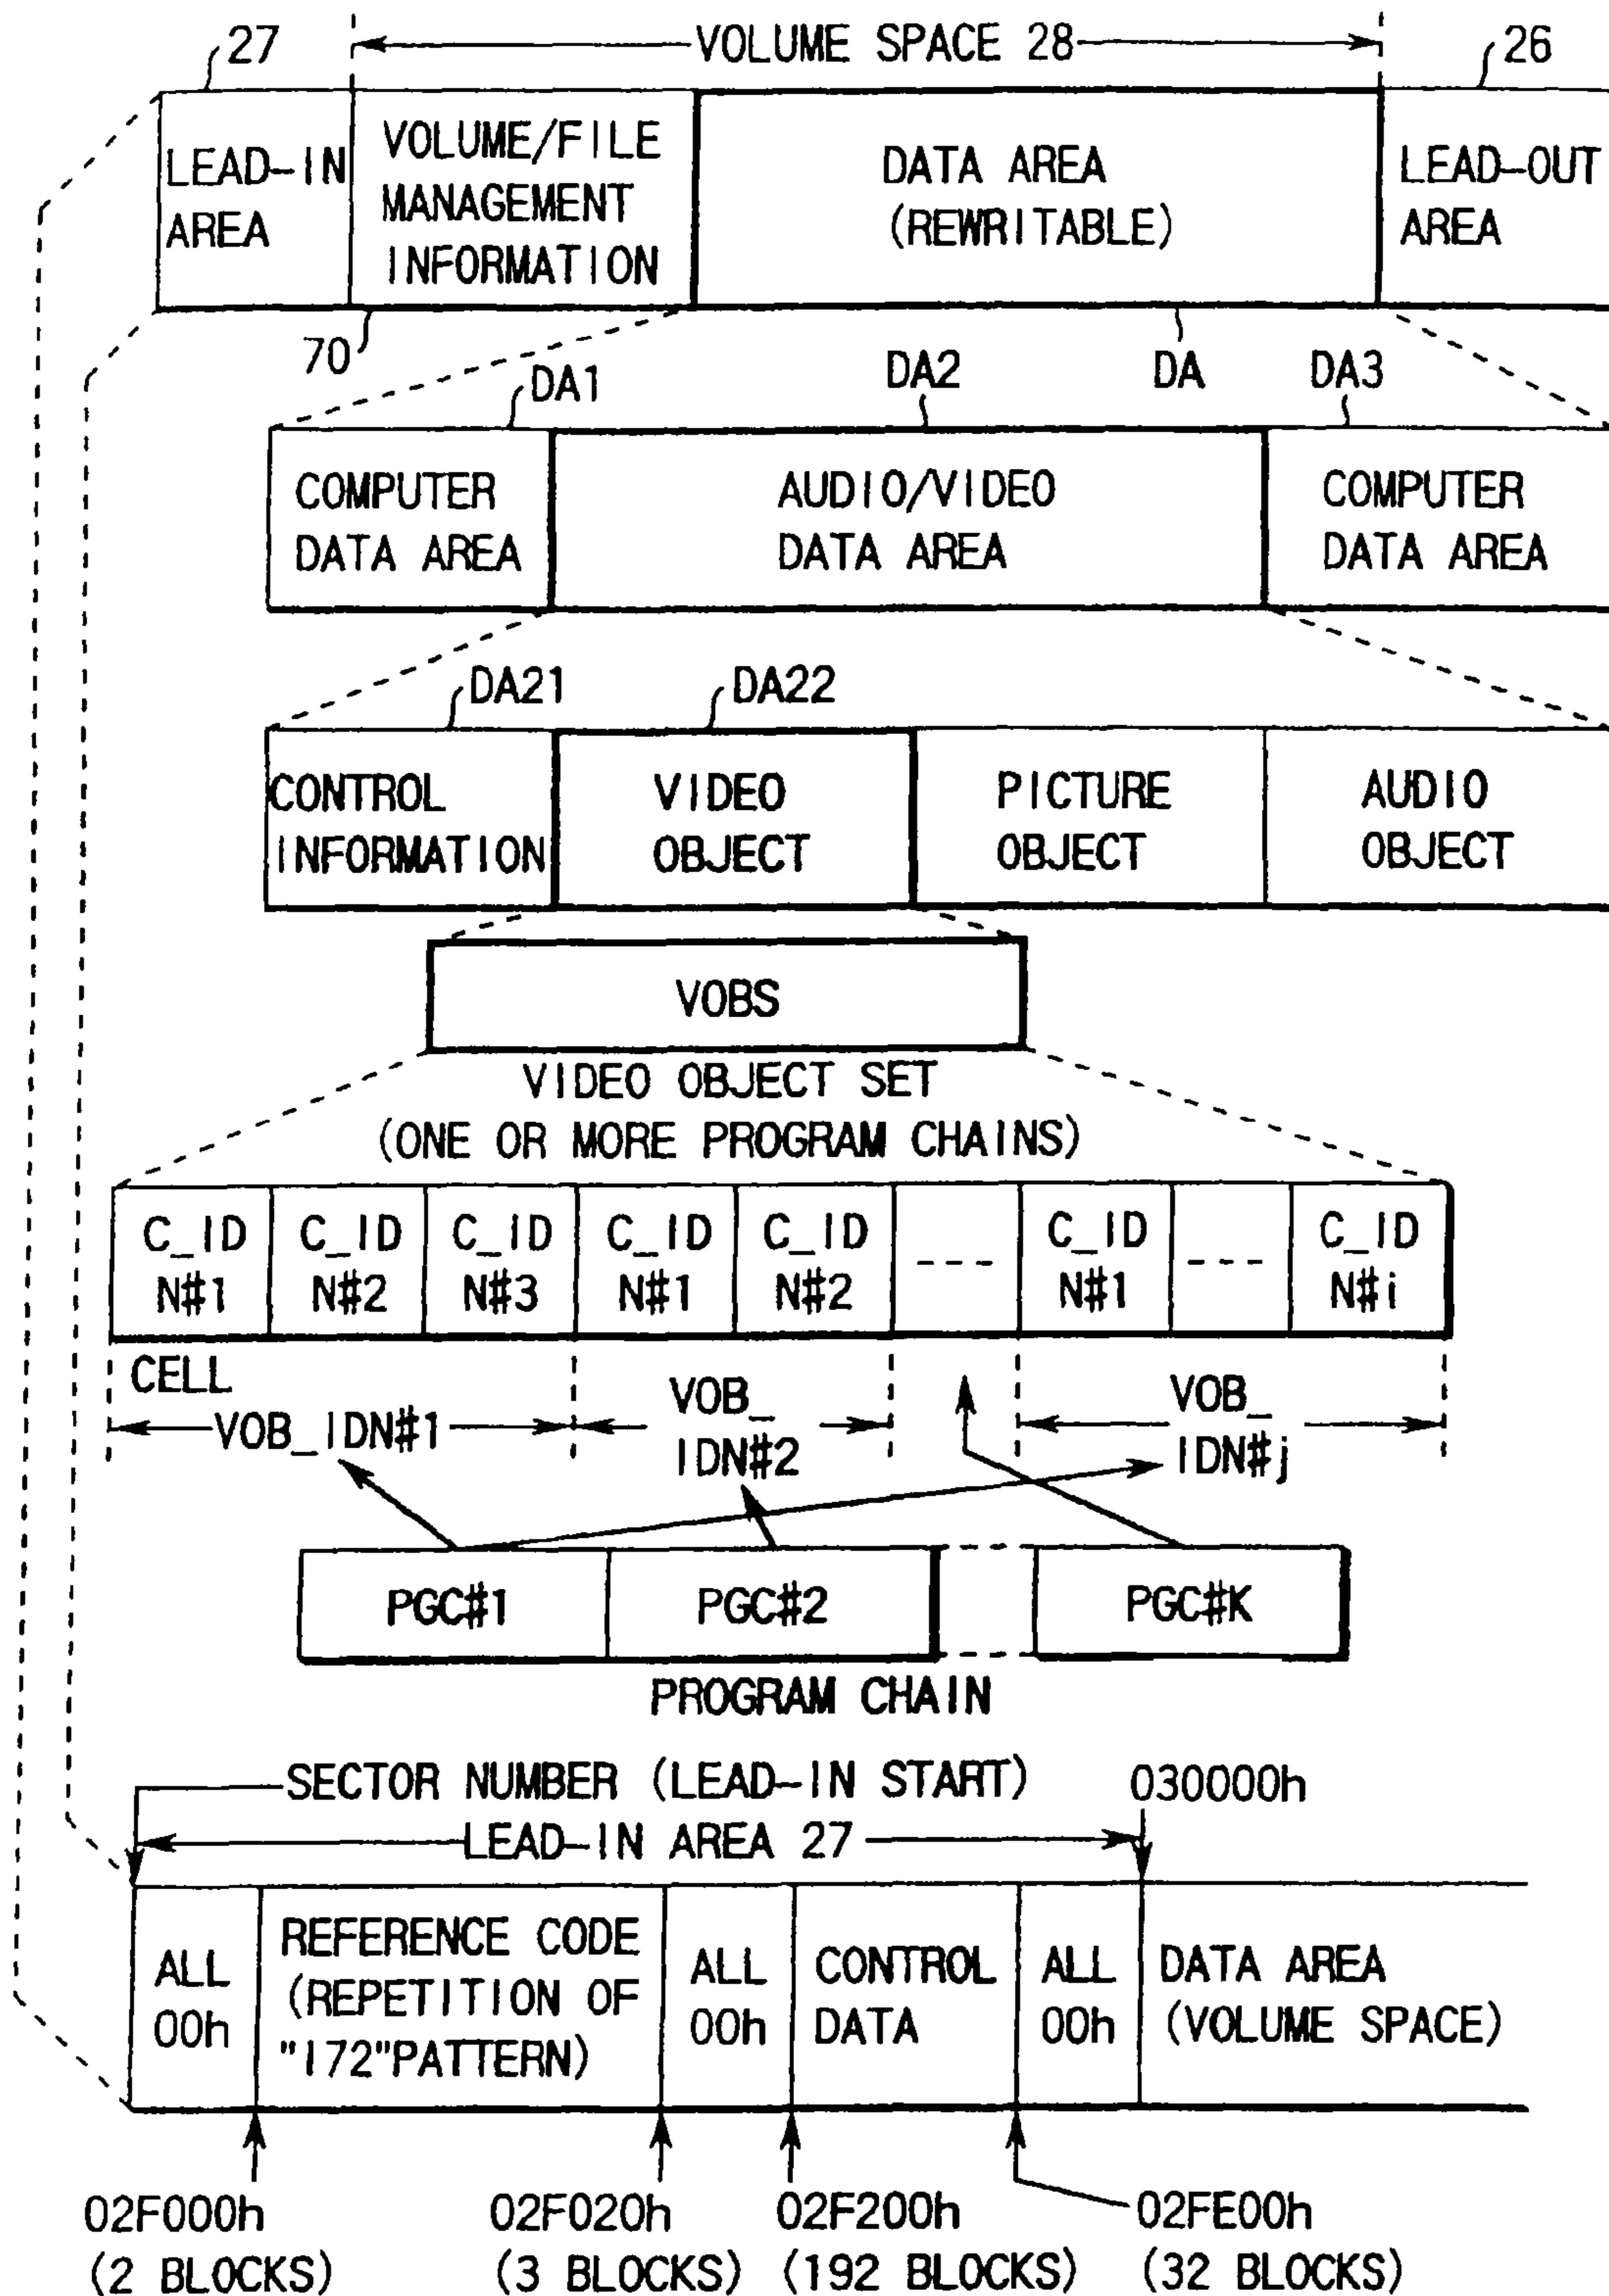 27
VOLUME SPACE 28
26
LEAD-IN
AREA
VOLUME/FILE
MANAGEMENT
INFORMATION
DATA AREA
(REWRITABLE)
LEAD-OUT
AREA
70
DA1
DA2
DA
DA3
COMPUTER
DATA AREA
AUDIO/VIDEO
DATA AREA
COMPUTER
DATA AREA
DA21
DA22
CONTROL
INFORMATION
VIDEO
OBJECT
PICTURE
OBJECT
AUDIO
OBJECT
VOBS
VIDEO OBJECT SET
(ONE OR MORE PROGRAM CHAINS)
C_ID
N#1
C_ID
N#2
C_ID
N#3
C_ID
N#1
C_ID
N#2
----
C_ID
N#1
----
C_ID
N#i
CELL
VOB_IDN#1
VOB_
IDN#2
VOB_
IDN#j
PGC#1
PGC#2
PGC#K
PROGRAM CHAIN
SECTOR NUMBER (LEAD-IN START)
030000h
LEAD-IN AREA 27
ALL
00h
REFERENCE CODE
(REPETITION OF
"172"PATTERN)
ALL
00h
CONTROL
DATA
ALL
00h
DATA AREA
(VOLUME SPACE)
02F000h
(2 BLOCKS)
02F020h
(3 BLOCKS)
02F200h
(192 BLOCKS)
02FE00h
(32 BLOCKS)